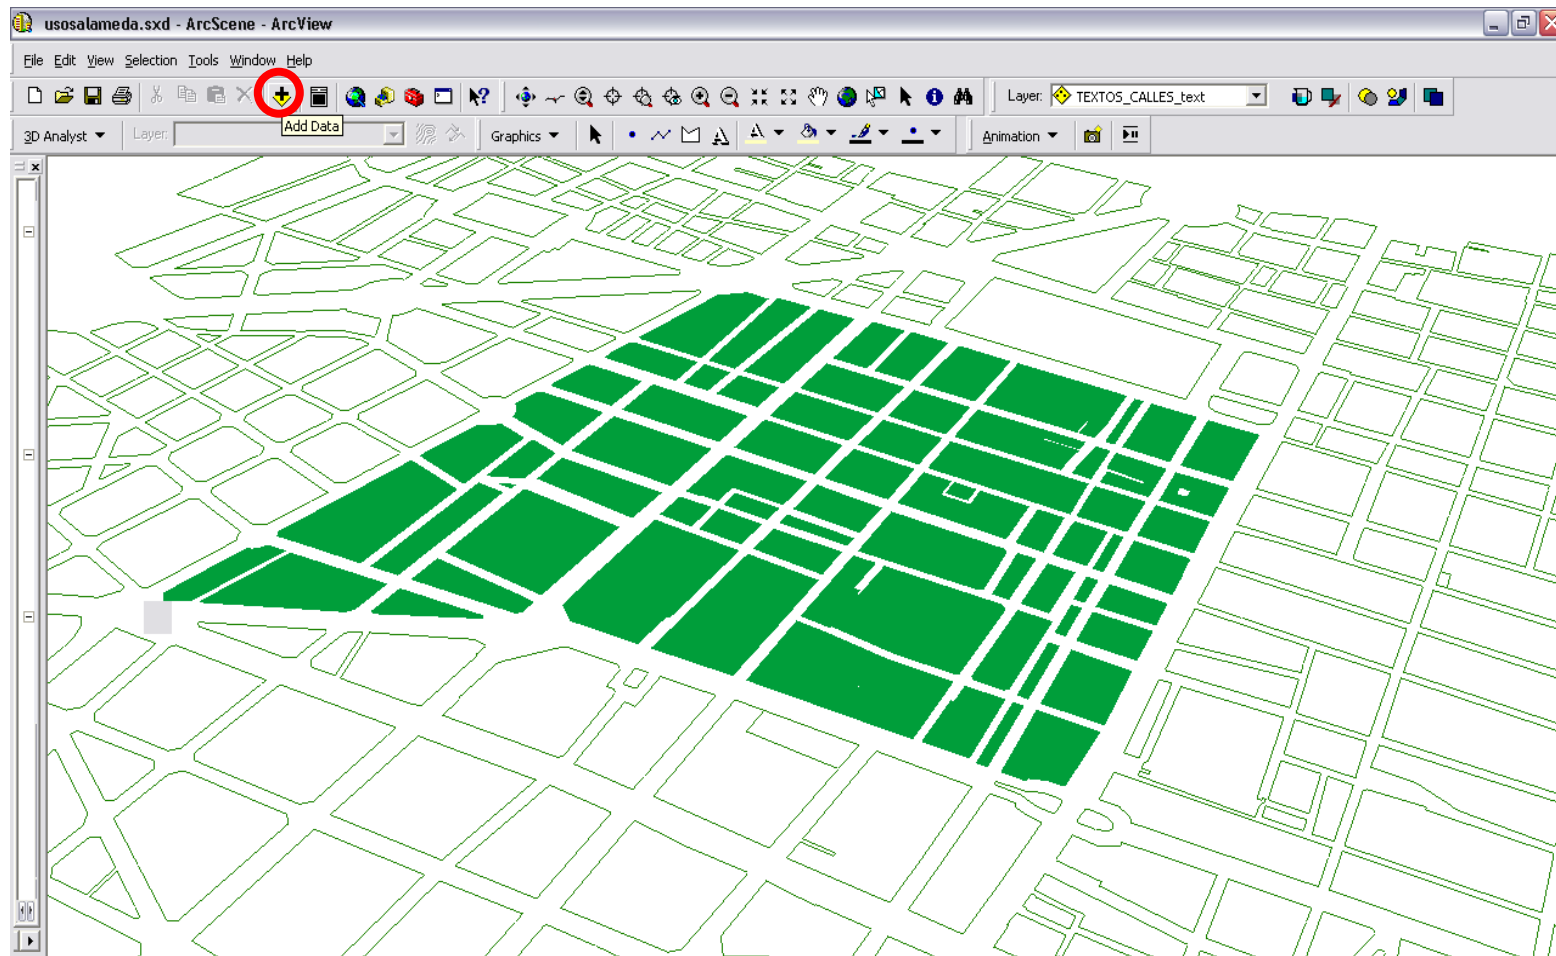 usosalameda.sxd - ArcScene - ArcView
File Edit View Selection Tools Window Help
Layer: TEXTOS_CALLES_text
Add Data
3D Analyst Layer: Graphics A A Animation